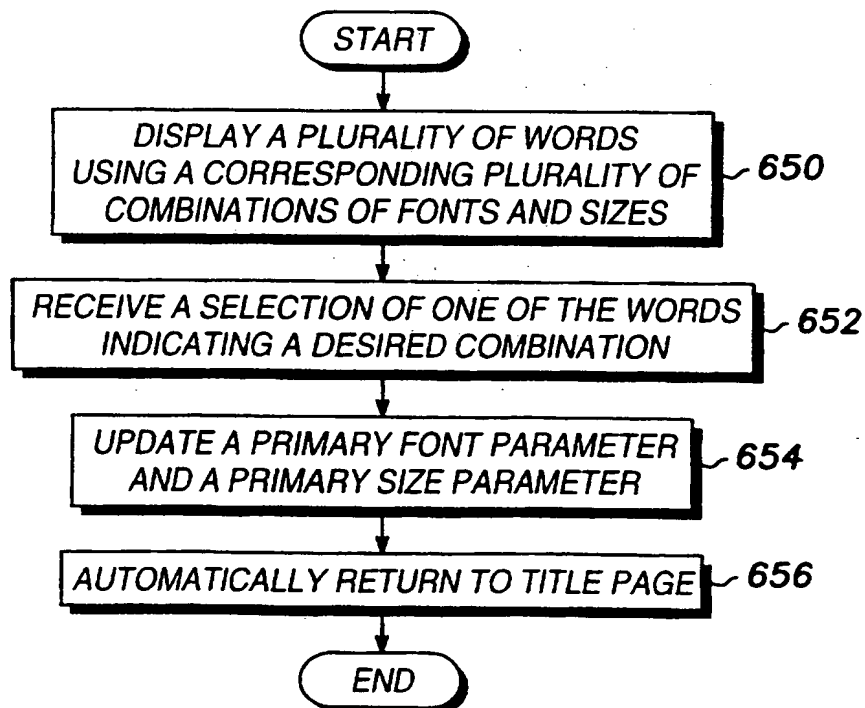 START
DISPLAY A PLURALITY OF WORDS
USING A CORRESPONDING PLURALITY OF
COMBINATIONS OF FONTS AND SIZES
650
RECEIVE A SELECTION OF ONE OF THE WORDS
INDICATING A DESIRED COMBINATION
652
UPDATE A PRIMARY FONT PARAMETER
AND A PRIMARY SIZE PARAMETER
654
AUTOMATICALLY RETURN TO TITLE PAGE
656
END